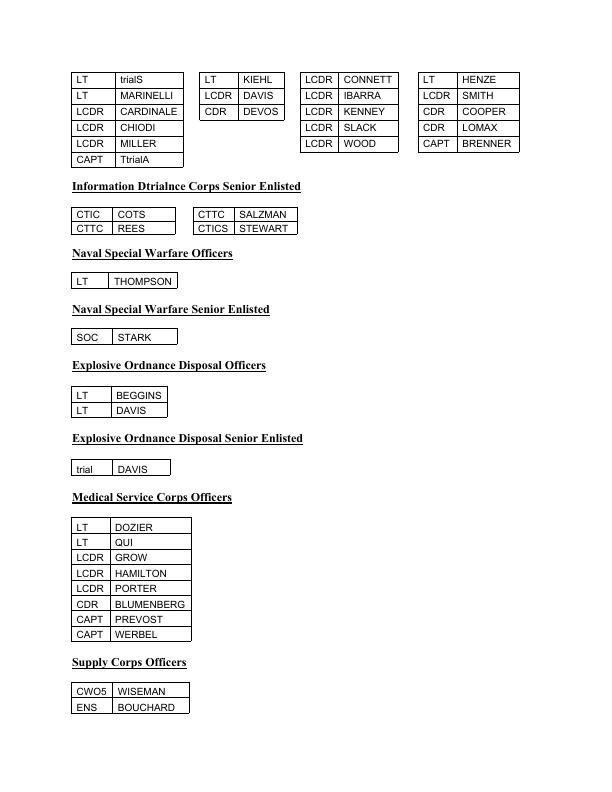 LT trialS LT KIEHL LCDR CONNETT LT HENZE
LT MARINELLI LCDR DAVIS LCDR IBARRA LCDR SMITH
LCDR CARDINALE CDR DEVOS LCDR KENNEY CDR COOPER
LCDR CHIODI LCDR SLACK CDR LOMAX
LCDR MILLER LCDR WOOD CAPT BRENNER
CAPT TtrialA
Information Dtrialnce Corps Senior Enlisted
CTIC COTS CTTC SALZMAN
CTTC REES CTICS STEWART
Naval Special Warfare Officers
LT THOMPSON
Naval Special Warfare Senior Enlisted
SOC STARK
Explosive Ordnance Disposal Officers
LT BEGGINS
LT DAVIS
Explosive Ordnance Disposal Senior Enlisted
trial DAVIS
Medical Service Corps Officers
LT DOZIER
LT QUI
LCDR GROW
LCDR HAMILTON
LCDR PORTER
CDR BLUMENBERG
CAPT PREVOST
CAPT WERBEL
Supply Corps Officers
CWO5 WISEMAN
ENS BOUCHARD